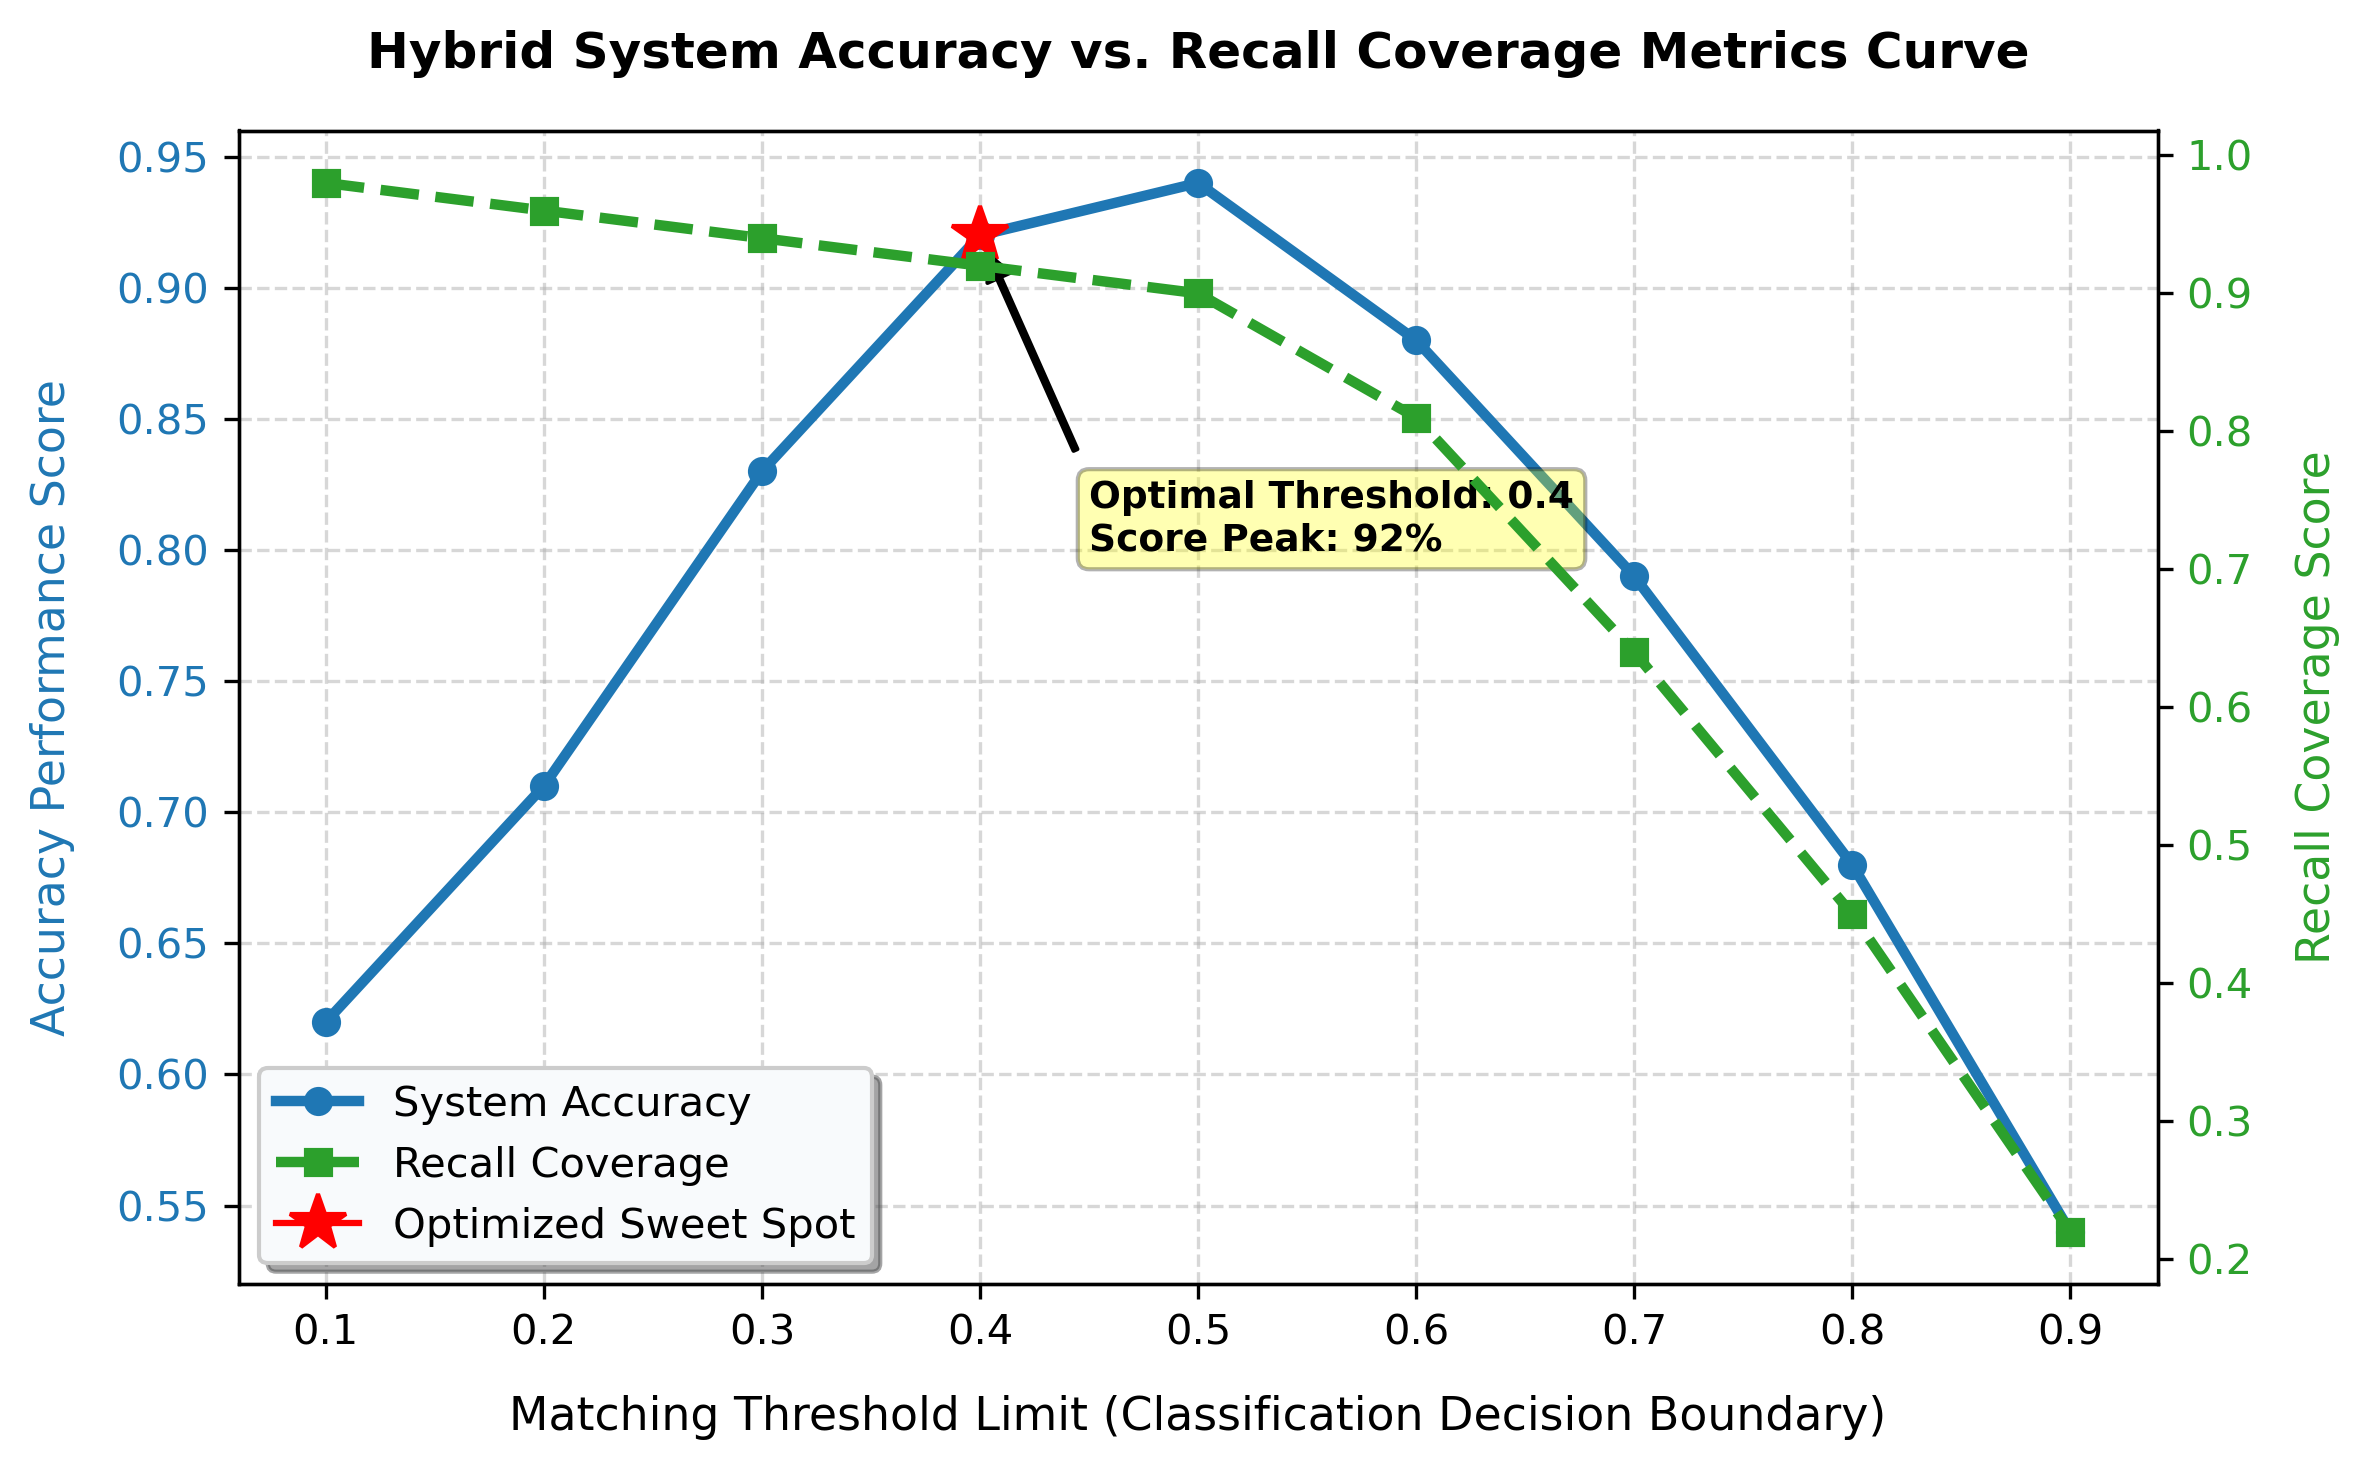 Hybrid System Accuracy vs. Recall Coverage Metrics Curve
Accuracy Performance Score
0.95
0.90
0.85
0.80
0.75
0.70
0.65
0.60
0.55
Optimal Threshold: 0.4
Score Peak: 92%
System Accuracy
Recall Coverage
Optimized Sweet Spot
1.0
0.9
0.8
0.7
0.6
0.5
0.4
0.3
0.2
Recall Coverage Score
0.1 0.2 0.3 0.4 0.5 0.6 0.7 0.8 0.9
Matching Threshold Limit (Classification Decision Boundary)